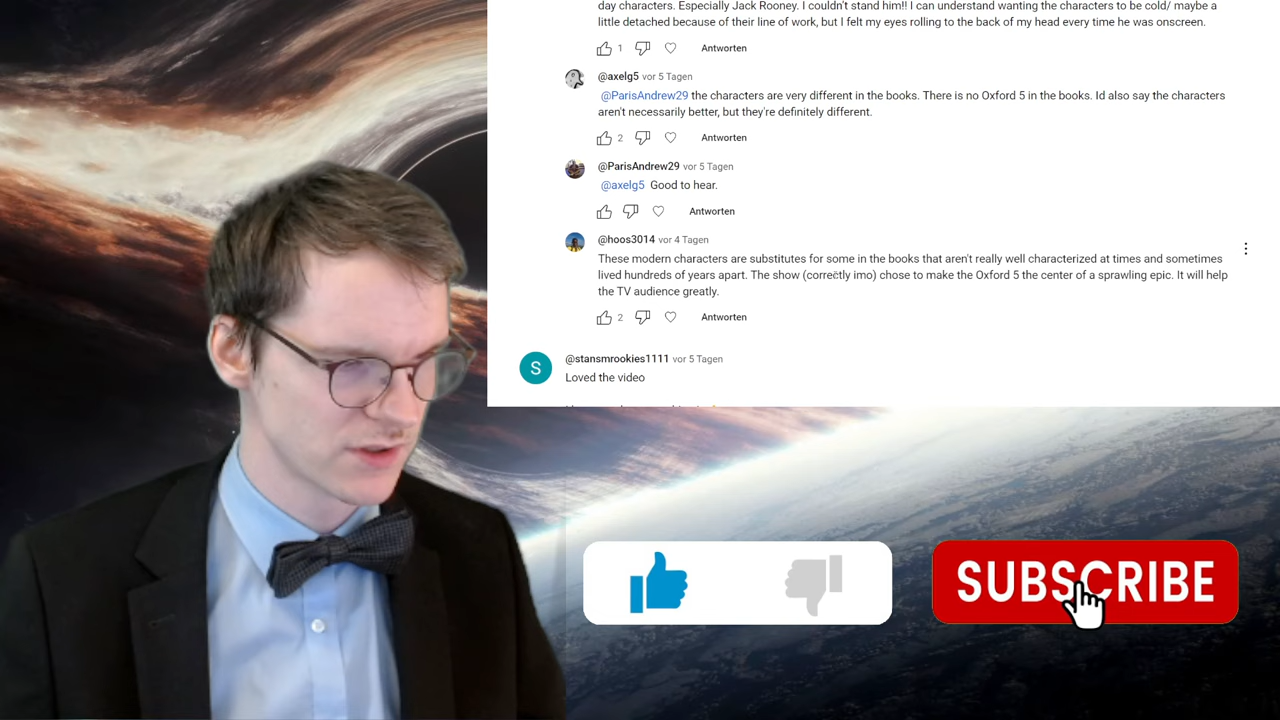 day characters. Especially Jack Rooney. I couldn't stand him!! I can understand wanting the characters to be cold/ maybe a
little detached because of their line of work, but I felt my eyes rolling to the back of my head every time he was onscreen.
1 Antworten
@axelg5 vor 5 Tagen
@ParisAndrew29 the characters are very different in the books. There is no Oxford 5 in the books. Id also say the characters
aren't necessarily better, but they're definitely different.
2 Antworten
@ParisAndrew29 vor 5 Tagen
@axelg5 Good to hear.
Antworten
@hoos3014 vor 4 Tagen
These modern characters are substitutes for some in the books that aren't really well characterized at times and sometimes
lived hundreds of years apart. The show (correctly imo) chose to make the Oxford 5 the center of a sprawling epic. It will help
the TV audience greatly.
2 Antworten
S
@stansmrookies1111 vor 5 Tagen
Loved the video
SUBSCRIBE